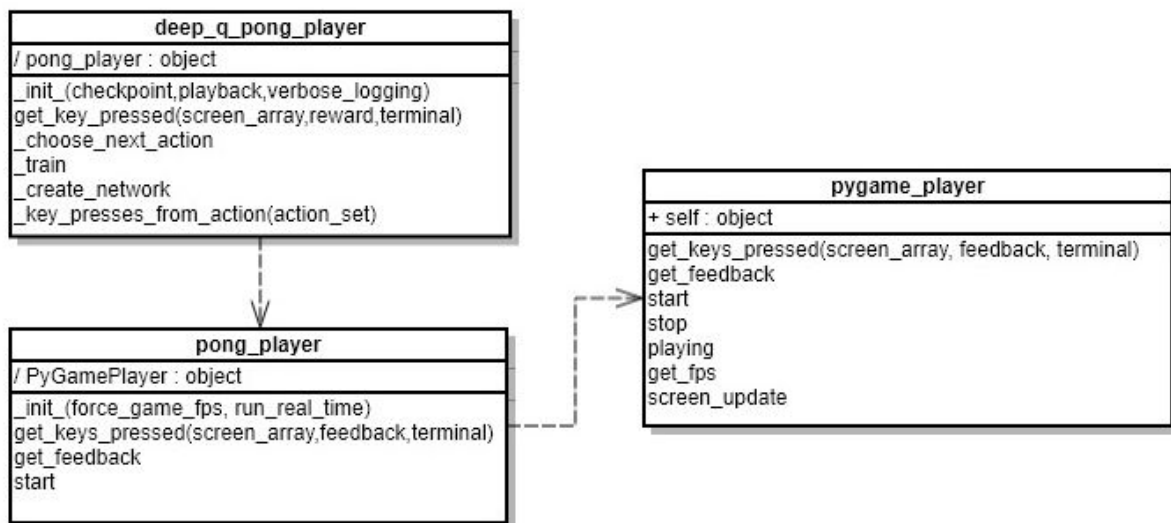 deep_q_pong_player
/ pong_player : object
_init_(checkpoint,playback,verbose_logging)
get_key_pressed(screen_array,reward,terminal)
_choose_next_action
_train
_create_network
_key_presses_from_action(action_set)
pong_player
/ PyGamePlayer : object
_init_(force_game_fps, run_real_time)
get_keys_pressed(screen_array,feedback,terminal)
get_feedback
start
pygame_player
+ self : object
get_keys_pressed(screen_array, feedback, terminal)
get_feedback
start
stop
playing
get_fps
screen_update